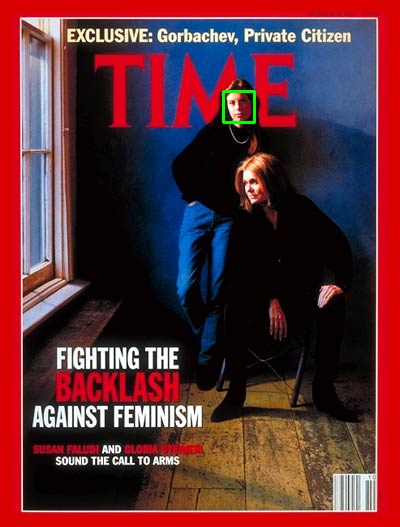 EXCLUSIVE: Gorbachev, Private Citizen
TIME
FIGHTING THE
BACKLASH
AGAINST FEMINISM
SUSAN FALUDI AND GLORIA STEINEM
SOUND THE CALL TO ARMS
10